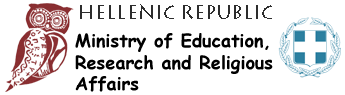 HELLENIC REPUBLIC
Ministry of Education,
Research and Religious
Affairs